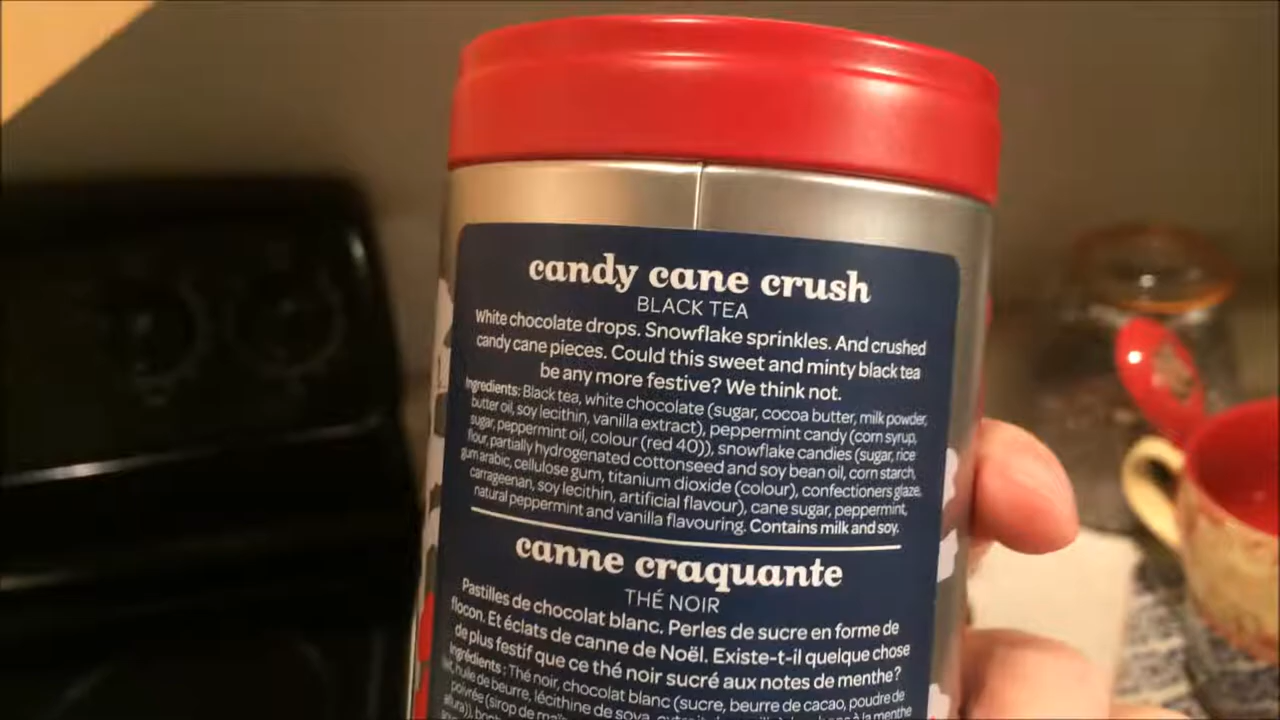 candy cane crush
BLACK TEA
White chocolate drops. Snowflake sprinkles. And crushed
candy cane pieces. Could this sweet and minty black tea
be any more festive? We think not.
Ingredients: Black tea, white chocolate (sugar, cocoa butter, milk powder,
butter oil, soy lecithin, vanilla extract), peppermint candy (corn syrup,
sugar, peppermint oil, colour (red 40)), snowflake candies (sugar, rice
flour, partially hydrogenated cottonseed and soy bean oil, corn starch,
gum arabic, cellulose gum, titanium dioxide (colour), confectioners glaze,
carrageenan, soy lecithin, artificial flavour), cane sugar, peppermint,
natural peppermint and vanilla flavouring. Contains milk and soy.
canne craquante
THÉ NOIR
Pastilles de chocolat blanc. Perles de sucre en forme de
flocon. Et éclats de canne de Noël. Existe-t-il quelque chose
de plus festif que ce thé noir sucré aux notes de menthe?
Ingrédients : Thé noir, chocolat blanc (sucre, beurre de cacao, poudre de
huile de beurre, lécithine de soya, à la menthe
poivrée (sirop de